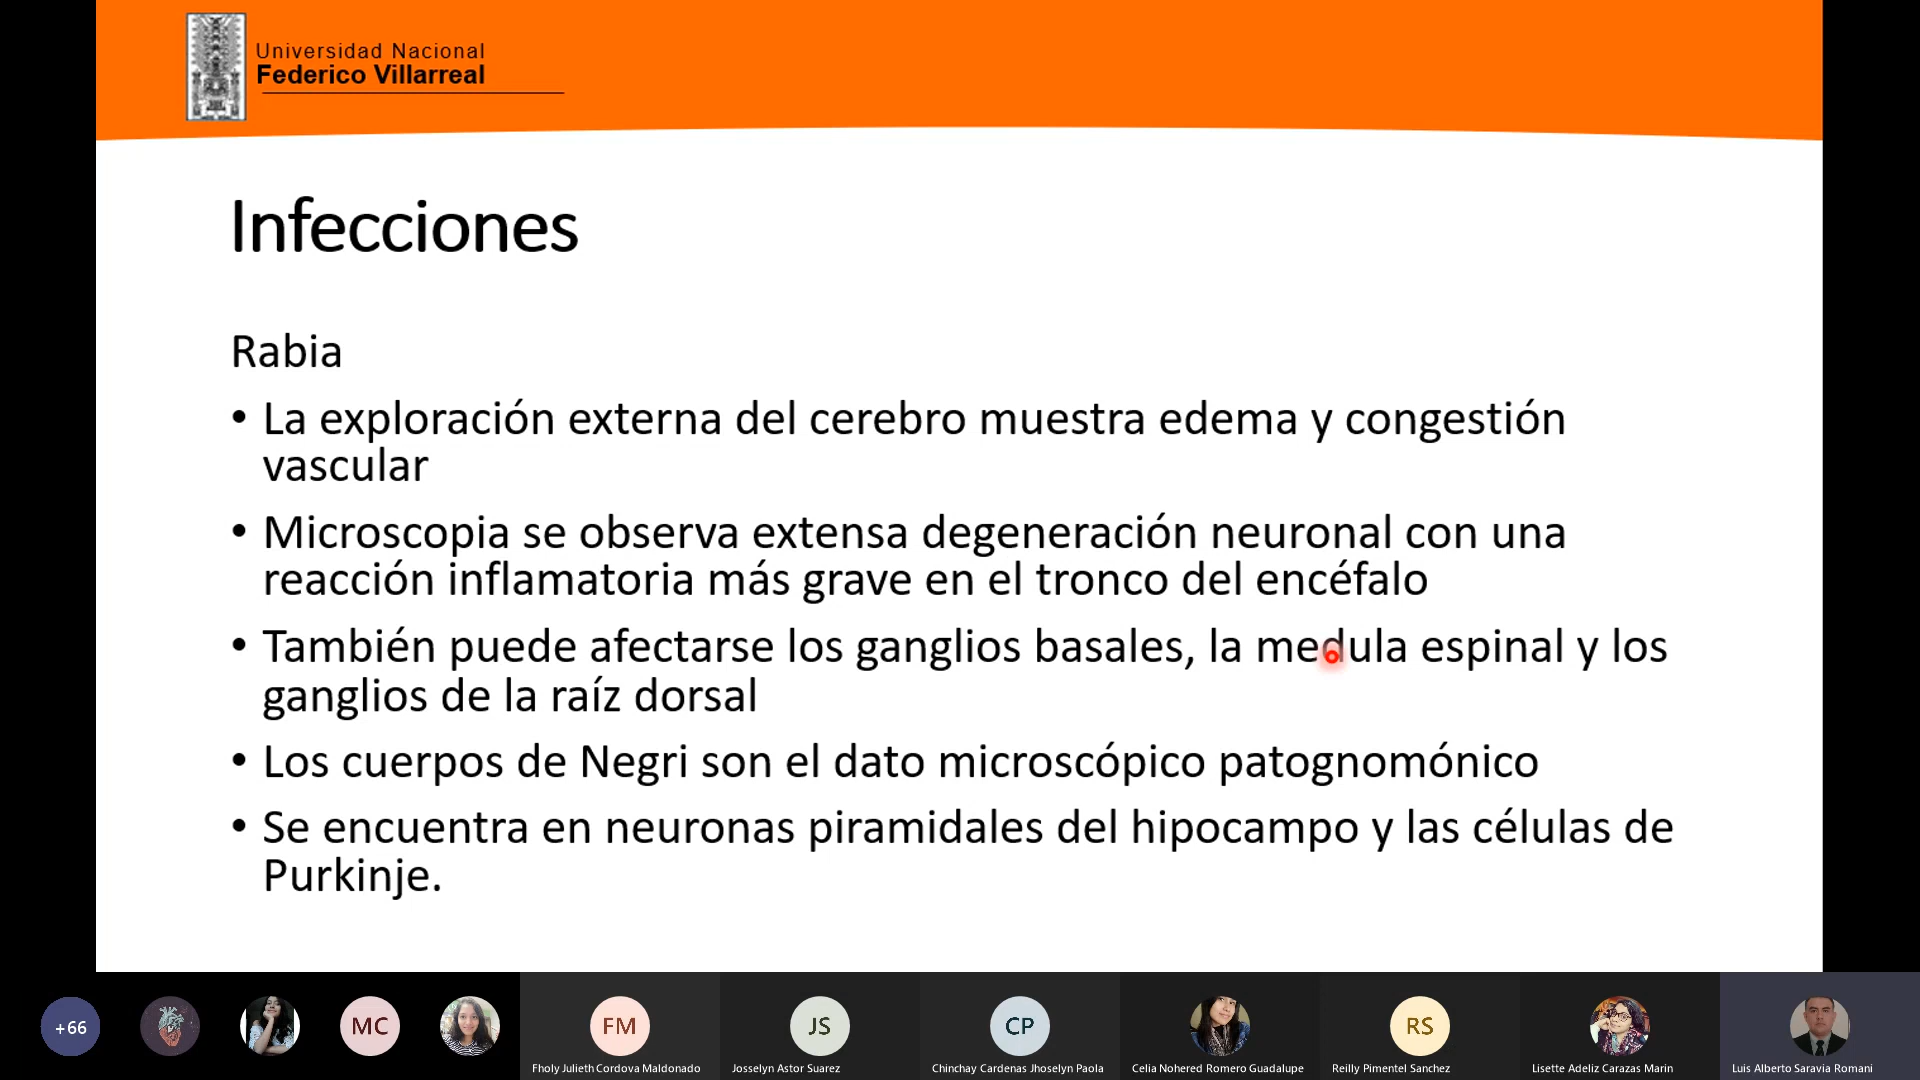 Universidad Nacional
Federico Villarreal
Infecciones
Rabia
• La exploración externa del cerebro muestra edema y congestión
vascular
• Microscopia se observa extensa degeneración neuronal con una
reacción inflamatoria más grave en el tronco del encéfalo
• También puede afectarse los ganglios basales, la medula espinal y los
ganglios de la raíz dorsal
• Los cuerpos de Negri son el dato microscópico patognomónico
• Se encuentra en neuronas piramidales del hipocampo y las células de
Purkinje.
+66
MC
FM
JS
CP
RS
Fholy Julieth Cordova Maldonado
Josselyn Astor Suarez
Chinchay Cardenas Jhoselyn Paola
Celia Nohered Romero Guadalupe
Reilly Pimentel Sanchez
Lisette Adeliz Carazas Marin
Luis Alberto Saravia Romani